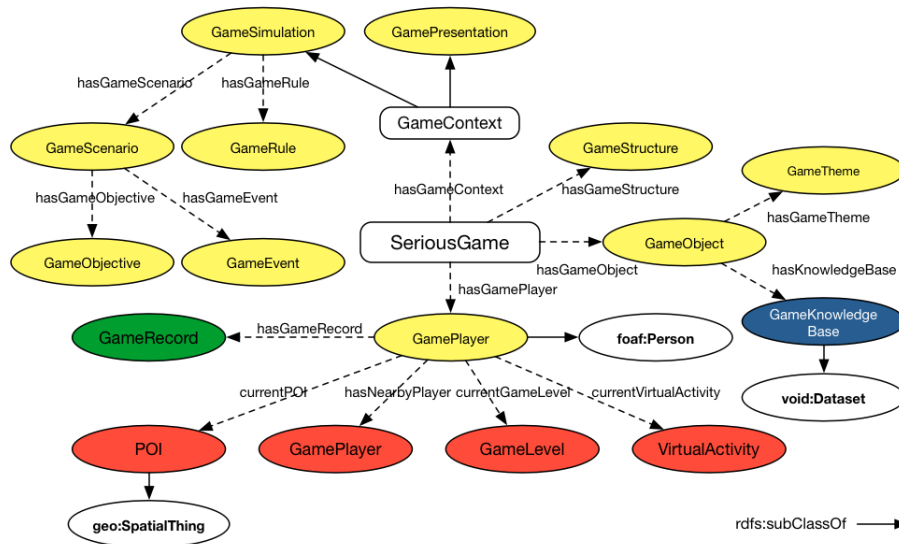 GameSimulation
GamePresentation
hasGameScenario
hasGameRule
GameContext
GameScenario
GameRule
GameStructure
GameTheme
hasGameContext
hasGameStructure
hasGameObjective
hasGameEvent
hasGameTheme
SeriousGame
GameObject
GameObjective
GameEvent
hasGameObject
hasKnowledgeBase
hasGamePlayer
GameKnowledge
Base
hasGameRecord
GameRecord
GamePlayer
foaf:Person
currentPOI
hasNearbyPlayer
currentGameLevel
currentVirtualActivity
void:Dataset
POI
GamePlayer
GameLevel
VirtualActivity
geo:SpatialThing
rdfs:subClassOf